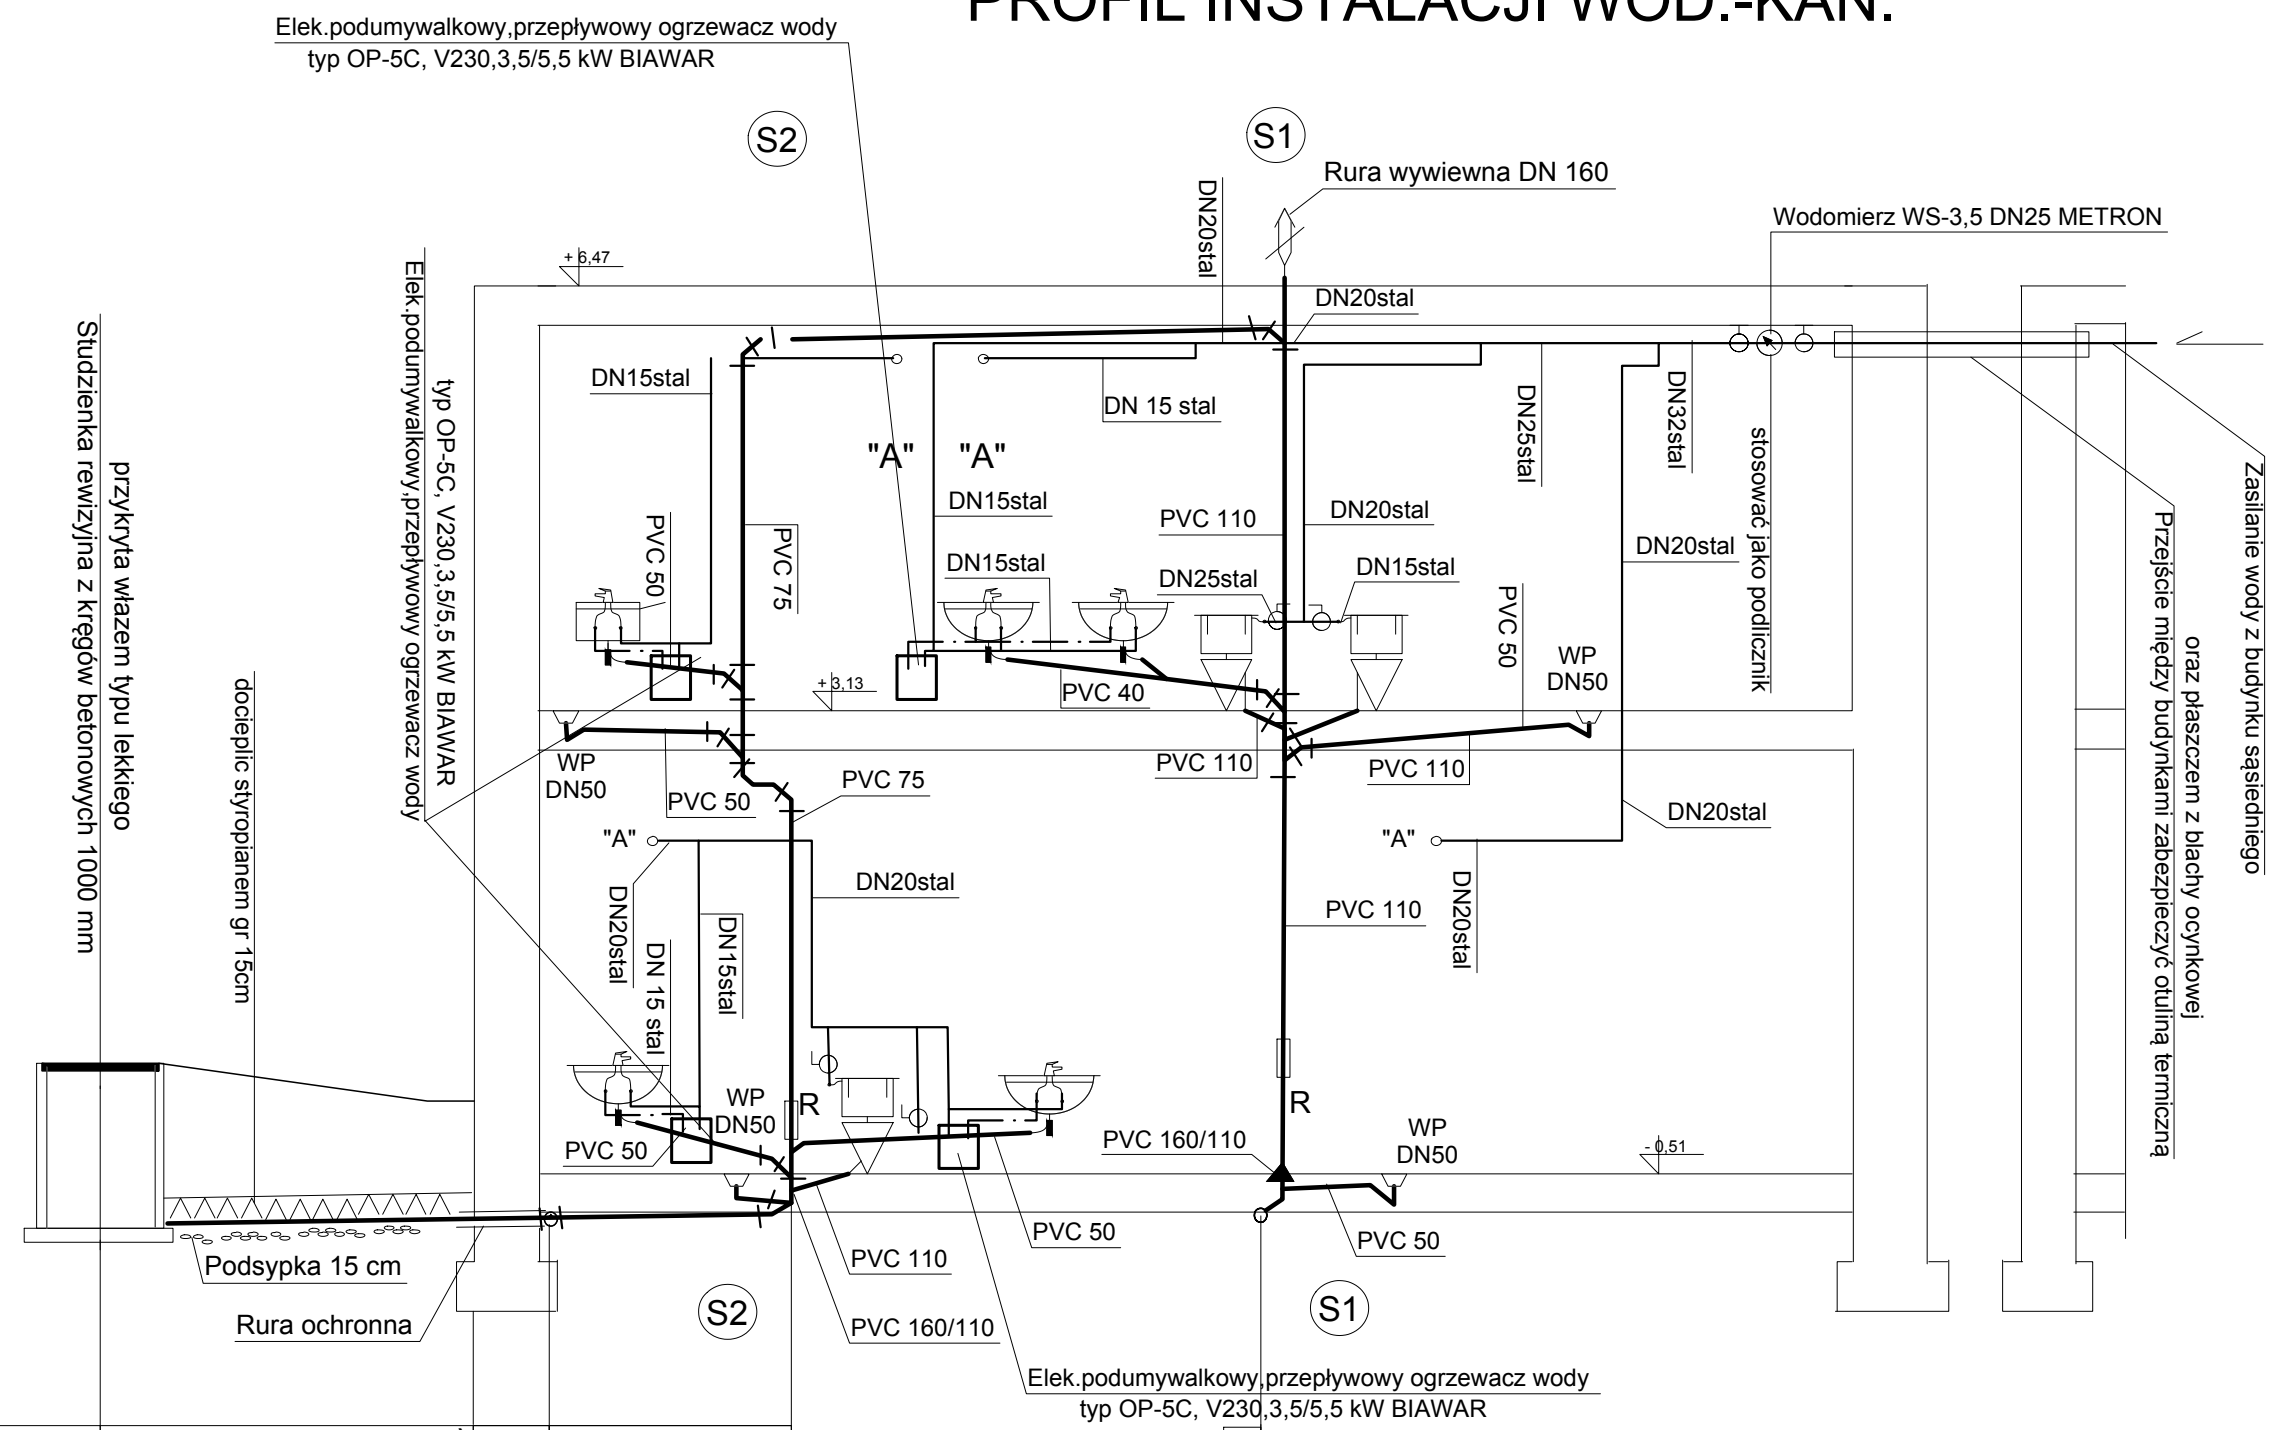 PROFIL INSTALACJI WOD.-KAN.
Elek.podumywalkowy,przepływowy ogrzewacz wody
typ OP-5C, V230,3,5/5,5 kW BIAWAR
S2
S1
Rura wywiewna DN 160
DN20stal
Wodomierz WS-3,5 DN25 METRON
+ 6,47
DN20stal
DN15stal
DN 15 stal
DN25stal
DN32stal
stosować jako podlicznik
Zasilanie wody z budynku sąsiedniego
Przejście między budynkami zabezpieczyć otuliną termiczną
oraz płaszczem z blachy ocynkowej
Studzienka rewizyjna z kręgów betonowych 1000 mm
przykryta włazem typu lekkiego
docieplic styropianem gr 15cm
Elek.podumywalkowy,przepływowy ogrzewacz wody
typ OP-5C, V230,3,5/5,5 kW BIAWAR
"A"
"A"
PVC 50
PVC 75
DN15stal
PVC 110
DN20stal
DN20stal
DN15stal
DN25stal
DN15stal
PVC 50
WP
DN50
+ 3,13
PVC 40
WP
DN50
PVC 50
PVC 75
PVC 110
PVC 110
"A"
DN20stal
DN20stal
"A"
DN20stal
DN15stal
DN20stal
PVC 110
DN20stal
DN 15 stal
WP
DN50
R
R
PVC 50
PVC 160/110
WP
DN50
- 0,51
PVC 50
PVC 50
PVC 110
Podsypka 15 cm
Rura ochronna
S2
PVC 160/110
S1
Elek.podumywalkowy,przepływowy ogrzewacz wody
typ OP-5C, V230,3,5/5,5 kW BIAWAR